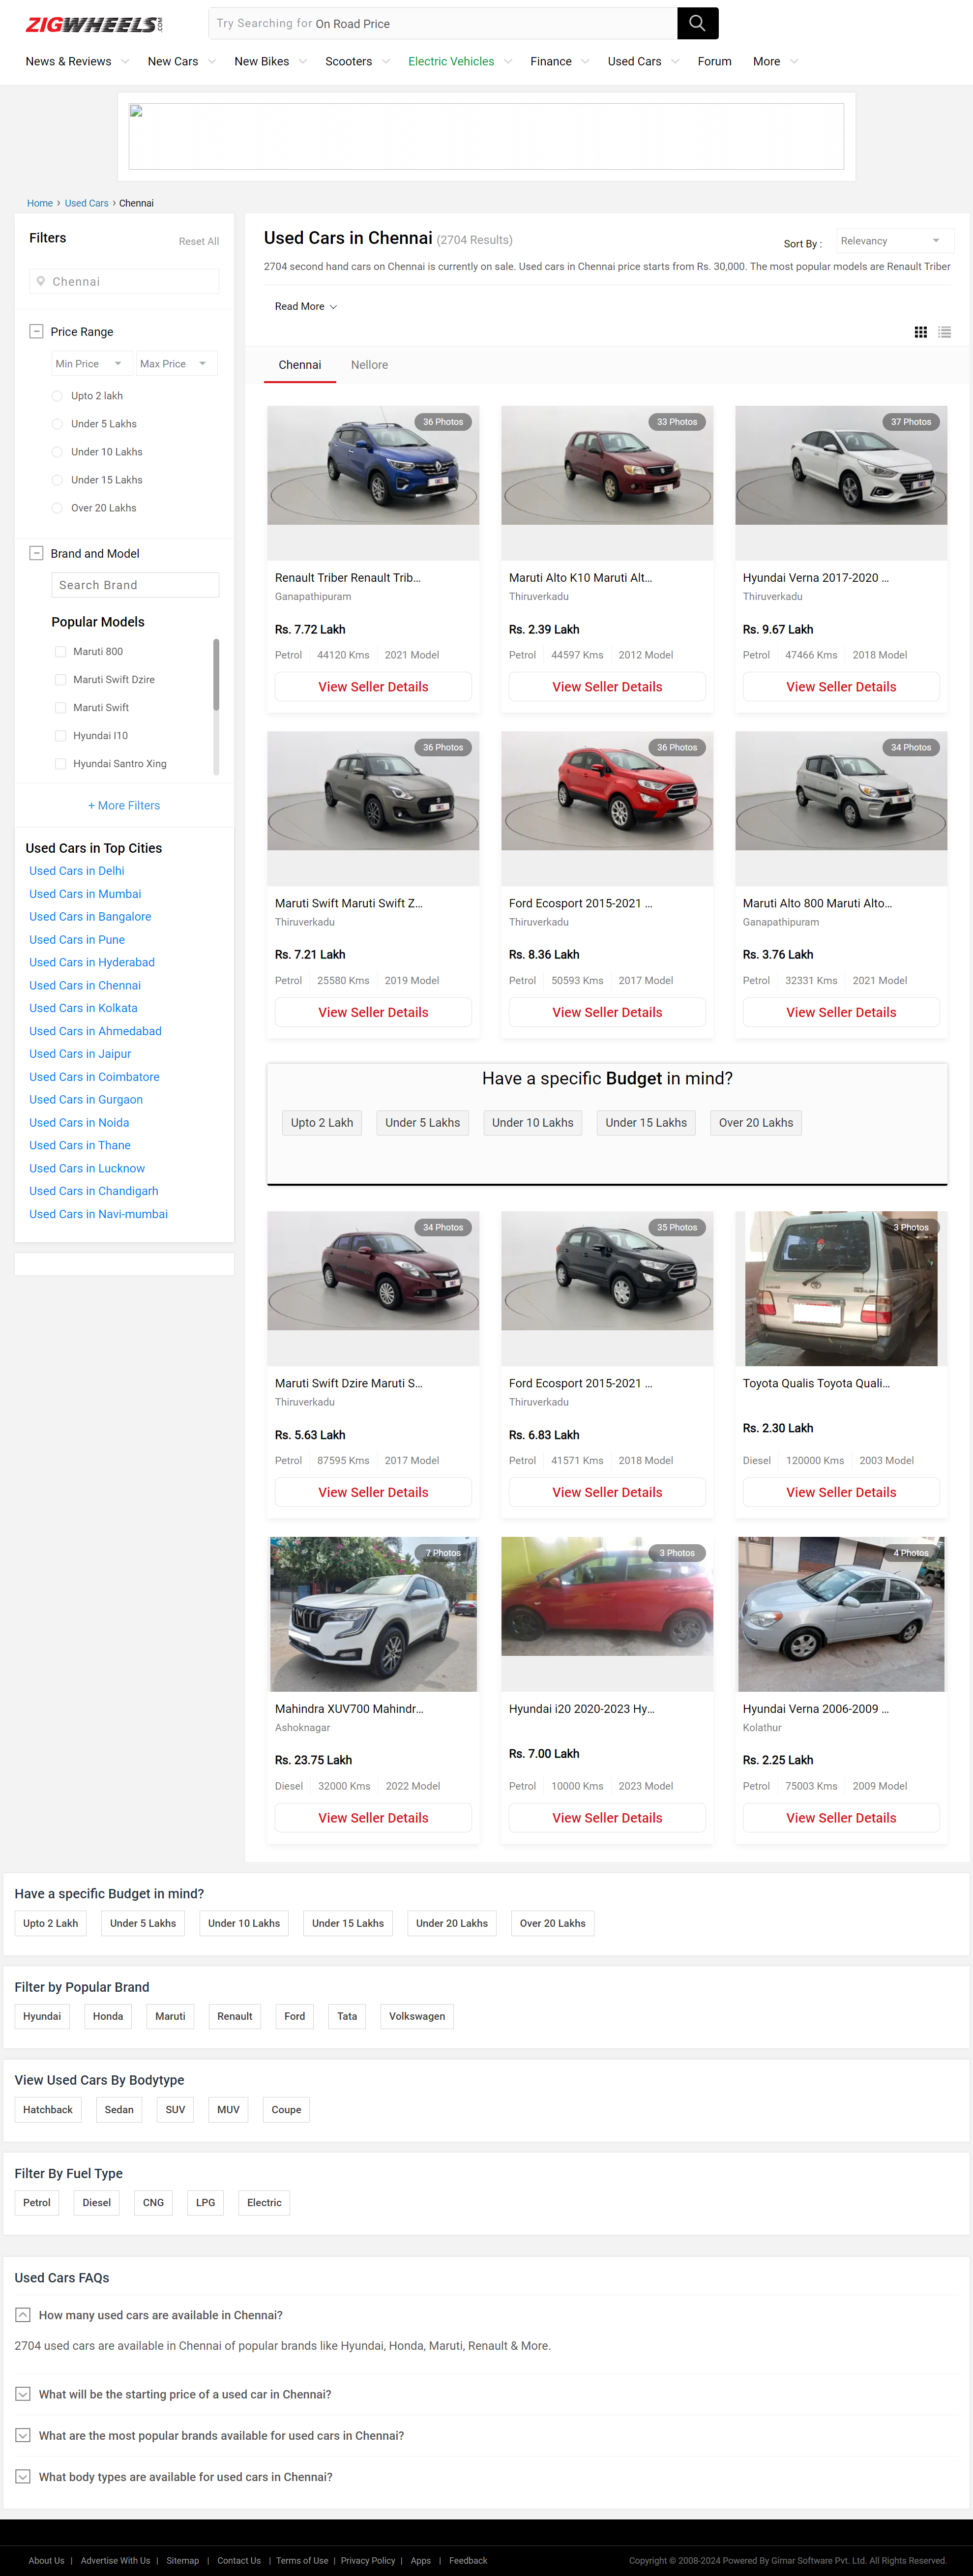 ZIGWHEELS.COM
Try Searching for On Road Price
News & Reviews New Cars New Bikes Scooters Electric Vehicles Finance Used Cars Forum More
Home › Used Cars › Chennai
Filters
Reset All
Chennai
Price Range
Min Price Max Price
Upto 2 lakh
Under 5 Lakhs
Under 10 Lakhs
Under 15 Lakhs
Over 20 Lakhs
Brand and Model
Search Brand
Popular Models
Maruti 800
Maruti Swift Dzire
Maruti Swift
Hyundai I10
Hyundai Santro Xing
+ More Filters
Used Cars in Top Cities
Used Cars in Delhi
Used Cars in Mumbai
Used Cars in Bangalore
Used Cars in Pune
Used Cars in Hyderabad
Used Cars in Chennai
Used Cars in Kolkata
Used Cars in Ahmedabad
Used Cars in Jaipur
Used Cars in Coimbatore
Used Cars in Gurgaon
Used Cars in Noida
Used Cars in Thane
Used Cars in Lucknow
Used Cars in Chandigarh
Used Cars in Navi-mumbai
Used Cars in Chennai (2704 Results)
Sort By : Relevancy
2704 second hand cars on Chennai is currently on sale. Used cars in Chennai price starts from Rs. 30,000. The most popular models are Renault Triber
Read More
Chennai Nellore
36 Photos
Renault Triber Renault Trib...
Ganapathipuram
Rs. 7.72 Lakh
Petrol 44120 Kms 2021 Model
View Seller Details
33 Photos
Maruti Alto K10 Maruti Alt...
Thiruverkadu
Rs. 2.39 Lakh
Petrol 44597 Kms 2012 Model
View Seller Details
37 Photos
Hyundai Verna 2017-2020 ...
Thiruverkadu
Rs. 9.67 Lakh
Petrol 47466 Kms 2018 Model
View Seller Details
36 Photos
Maruti Swift Maruti Swift Z...
Thiruverkadu
Rs. 7.21 Lakh
Petrol 25580 Kms 2019 Model
View Seller Details
36 Photos
Ford Ecosport 2015-2021 ...
Thiruverkadu
Rs. 8.36 Lakh
Petrol 50593 Kms 2017 Model
View Seller Details
34 Photos
Maruti Alto 800 Maruti Alto...
Ganapathipuram
Rs. 3.76 Lakh
Petrol 32331 Kms 2021 Model
View Seller Details
Have a specific Budget in mind?
Upto 2 Lakh Under 5 Lakhs Under 10 Lakhs Under 15 Lakhs Over 20 Lakhs
34 Photos
Maruti Swift Dzire Maruti S...
Thiruverkadu
Rs. 5.63 Lakh
Petrol 87595 Kms 2017 Model
View Seller Details
35 Photos
Ford Ecosport 2015-2021 ...
Thiruverkadu
Rs. 6.83 Lakh
Petrol 41571 Kms 2018 Model
View Seller Details
3 Photos
Toyota Qualis Toyota Quali...
Rs. 2.30 Lakh
Diesel 120000 Kms 2003 Model
View Seller Details
7 Photos
Mahindra XUV700 Mahindr...
Ashoknagar
Rs. 23.75 Lakh
Diesel 32000 Kms 2022 Model
View Seller Details
3 Photos
Hyundai i20 2020-2023 Hy...
Rs. 7.00 Lakh
Petrol 10000 Kms 2023 Model
View Seller Details
4 Photos
Hyundai Verna 2006-2009 ...
Kolathur
Rs. 2.25 Lakh
Petrol 75003 Kms 2009 Model
View Seller Details
Have a specific Budget in mind?
Upto 2 Lakh Under 5 Lakhs Under 10 Lakhs Under 15 Lakhs Under 20 Lakhs Over 20 Lakhs
Filter by Popular Brand
Hyundai Honda Maruti Renault Ford Tata Volkswagen
View Used Cars By Bodytype
Hatchback Sedan SUV MUV Coupe
Filter By Fuel Type
Petrol Diesel CNG LPG Electric
Used Cars FAQs
How many used cars are available in Chennai?
2704 used cars are available in Chennai of popular brands like Hyundai, Honda, Maruti, Renault & More.
What will be the starting price of a used car in Chennai?
What are the most popular brands available for used cars in Chennai?
What body types are available for used cars in Chennai?
About Us | Advertise With Us | Sitemap | Contact Us | Terms of Use | Privacy Policy | Apps | Feedback
Copyright © 2008-2024 Powered By Girnar Software Pvt. Ltd. All Rights Reserved.